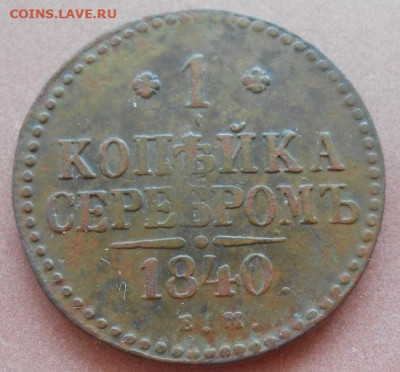 COINS.LAVE.RU
1
КОПѢЙКА
СЕРЕБРОМЪ
1840.
Е.М.